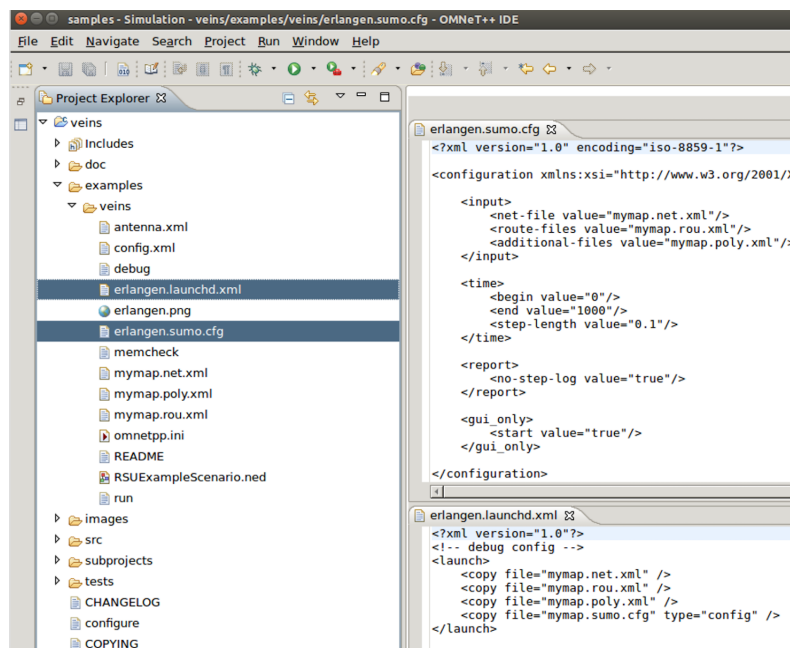 samples - Simulation - veins/examples/veins/erlangen.sumo.cfg - OMNeT++ IDE
File Edit Navigate Search Project Run Window Help
Project Explorer
veins
Includes
doc
examples
veins
antenna.xml
config.xml
debug
erlangen.launchd.xml
erlangen.png
erlangen.sumo.cfg
memcheck
mymap.net.xml
mymap.poly.xml
mymap.rou.xml
omnetpp.ini
README
RSUExampleScenario.ned
run
images
src
subprojects
tests
CHANGELOG
configure
COPYING
erlangen.sumo.cfg
<?xml version="1.0" encoding="iso-8859-1"?>
<configuration xmlns:xsi="http://www.w3.org/2001/X
<input>
<net-file value="mymap.net.xml"/>
<route-files value="mymap.rou.xml"/>
<additional-files value="mymap.poly.xml"/>
</input>
<time>
<begin value="0"/>
<end value="1000"/>
<step-length value="0.1"/>
</time>
<report>
<no-step-log value="true"/>
</report>
<gui_only>
<start value="true"/>
</gui_only>
</configuration>
erlangen.launchd.xml
<?xml version="1.0"?>
<!-- debug config -->
<launch>
<copy file="mymap.net.xml" />
<copy file="mymap.rou.xml" />
<copy file="mymap.poly.xml" />
<copy file="mymap.sumo.cfg" type="config" />
</launch>